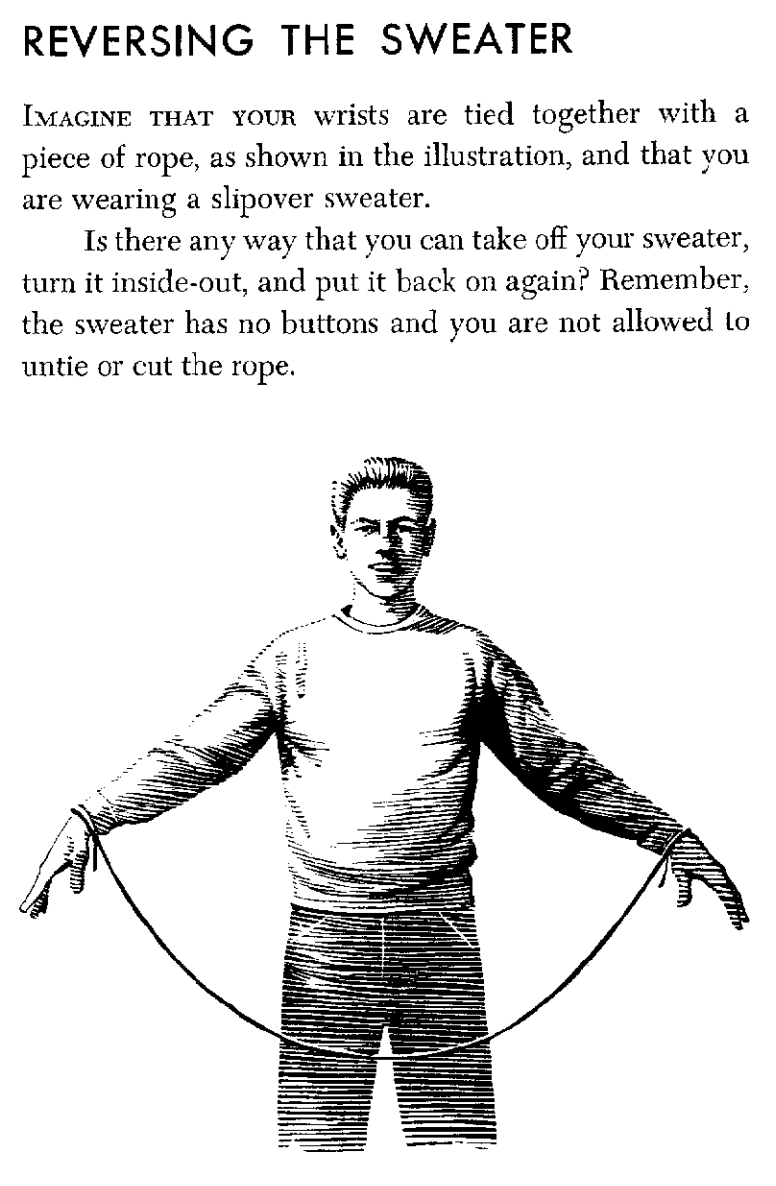 REVERSING THE SWEATER
IMAGINE THAT YOUR wrists are tied together with a
piece of rope, as shown in the illustration, and that you
are wearing a slipover sweater.
Is there any way that you can take off your sweater,
turn it inside-out, and put it back on again? Remember,
the sweater has no buttons and you are not allowed to
untie or cut the rope.